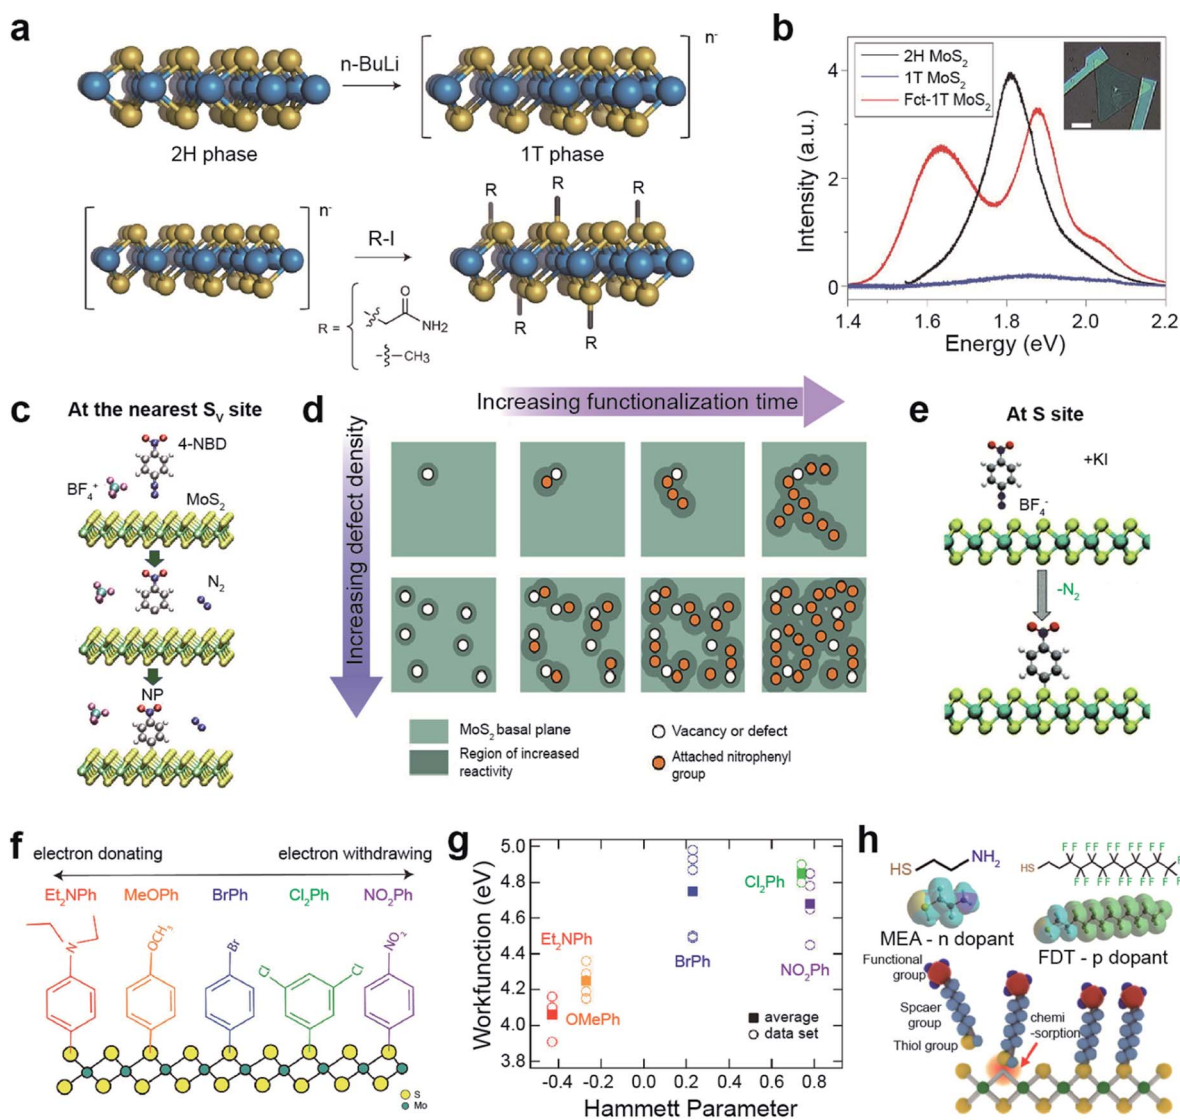 a
n-BuLi
n-
2H phase
1T phase
n-
R-I
R R R
R R
R =
O
NH2
CH3
b
2H MoS2
1T MoS2
Fct-1T MoS2
Intensity (a.u.)
4
2
0
1.4 1.6 1.8 2.0 2.2
Energy (eV)
c
At the nearest Sv site
4-NBD
BF4+
MoS2
N2
NP
d
Increasing functionalization time
Increasing defect density
MoS2 basal plane
Region of increased
reactivity
Vacancy or defect
Attached nitrophenyl
group
e
At S site
+KI
BF4-
-N2
f
electron donating
electron withdrawing
Et2NPh MeOPh BrPh Cl2Ph NO2Ph
N
OCH3
Br
Cl
Cl
NO2
S
Mo
g
Workfunction (eV)
5.0
4.8
4.6
4.4
4.2
4.0
3.8
Et2NPh
OMePh
BrPh
Cl2Ph
NO2Ph
average
data set
-0.4 -0.2 0.0 0.2 0.4 0.6 0.8
Hammett Parameter
h
HS
NH2
HS
F F F F F F F F F
F F F F F F F F
MEA - n dopant
FDT - p dopant
Functional
group
Spcaer
group
Thiol group
chemi
-sorption